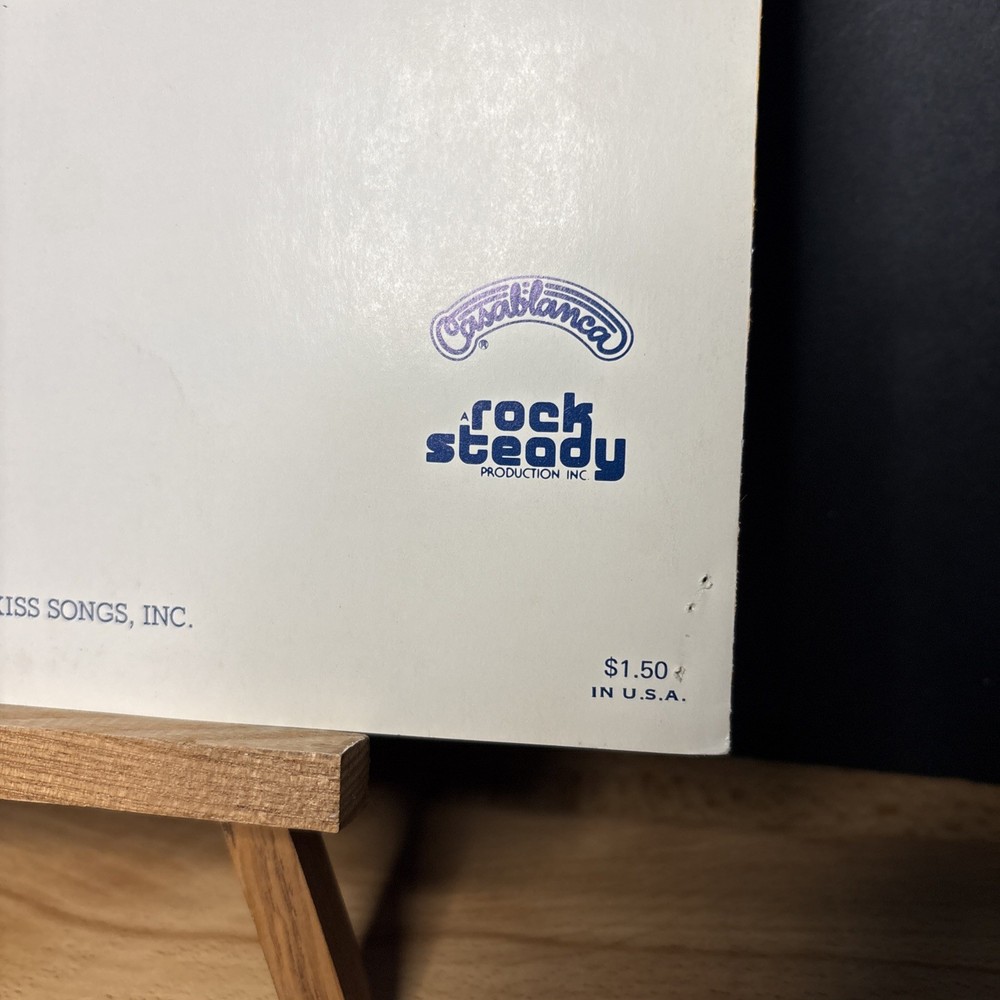 Casablanca
®
A rock
steady
PRODUCTION INC.
KISS SONGS, INC.
$1.50
IN U.S.A.